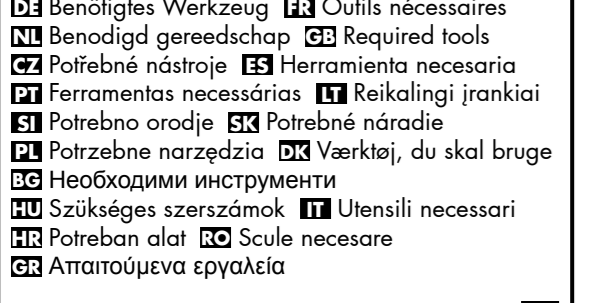 DE Benötigtes Werkzeug FR Outils nécessaires
NL Benodigd gereedschap GB Required tools
CZ Potřebné nástroje ES Herramienta necesaria
PT Ferramentas necessárias LT Reikalingi įrankiai
SI Potrebno orodje SK Potrebné náradie
PL Potrzebne narzędzia DK Værktøj, du skal bruge
BG Необходими инструменти
HU Szükséges szerszámok IT Utensili necessari
HR Potreban alat RO Scule necesare
GR Απαιτούμενα εργαλεία